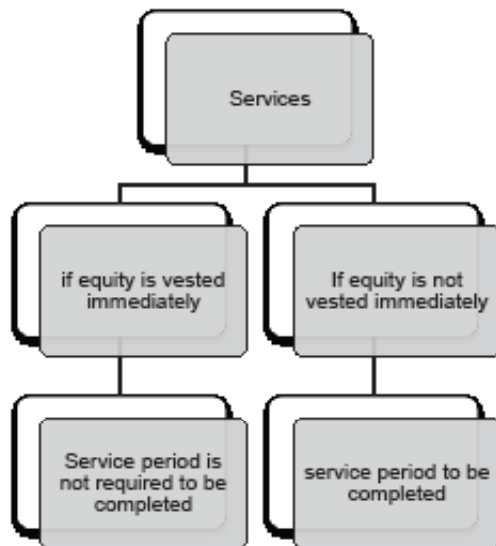 Services
if equity is vested
immediately
If equity is not
vested immediately
Service period is
not required to be
completed
service period to be
completed